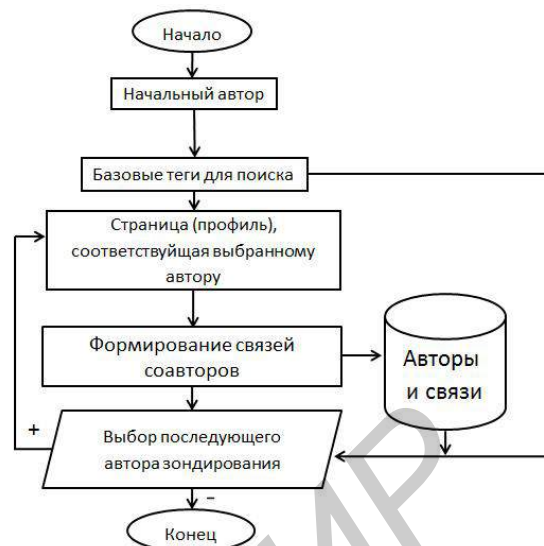 Начало
Начальный автор
Базовые теги для поиска
Страница (профиль),
соответствуйщая выбранному
автору
Формирование связей
соавторов
Авторы
и связи
+
Выбор последующего
автора зондирования
–
Конец
ИР